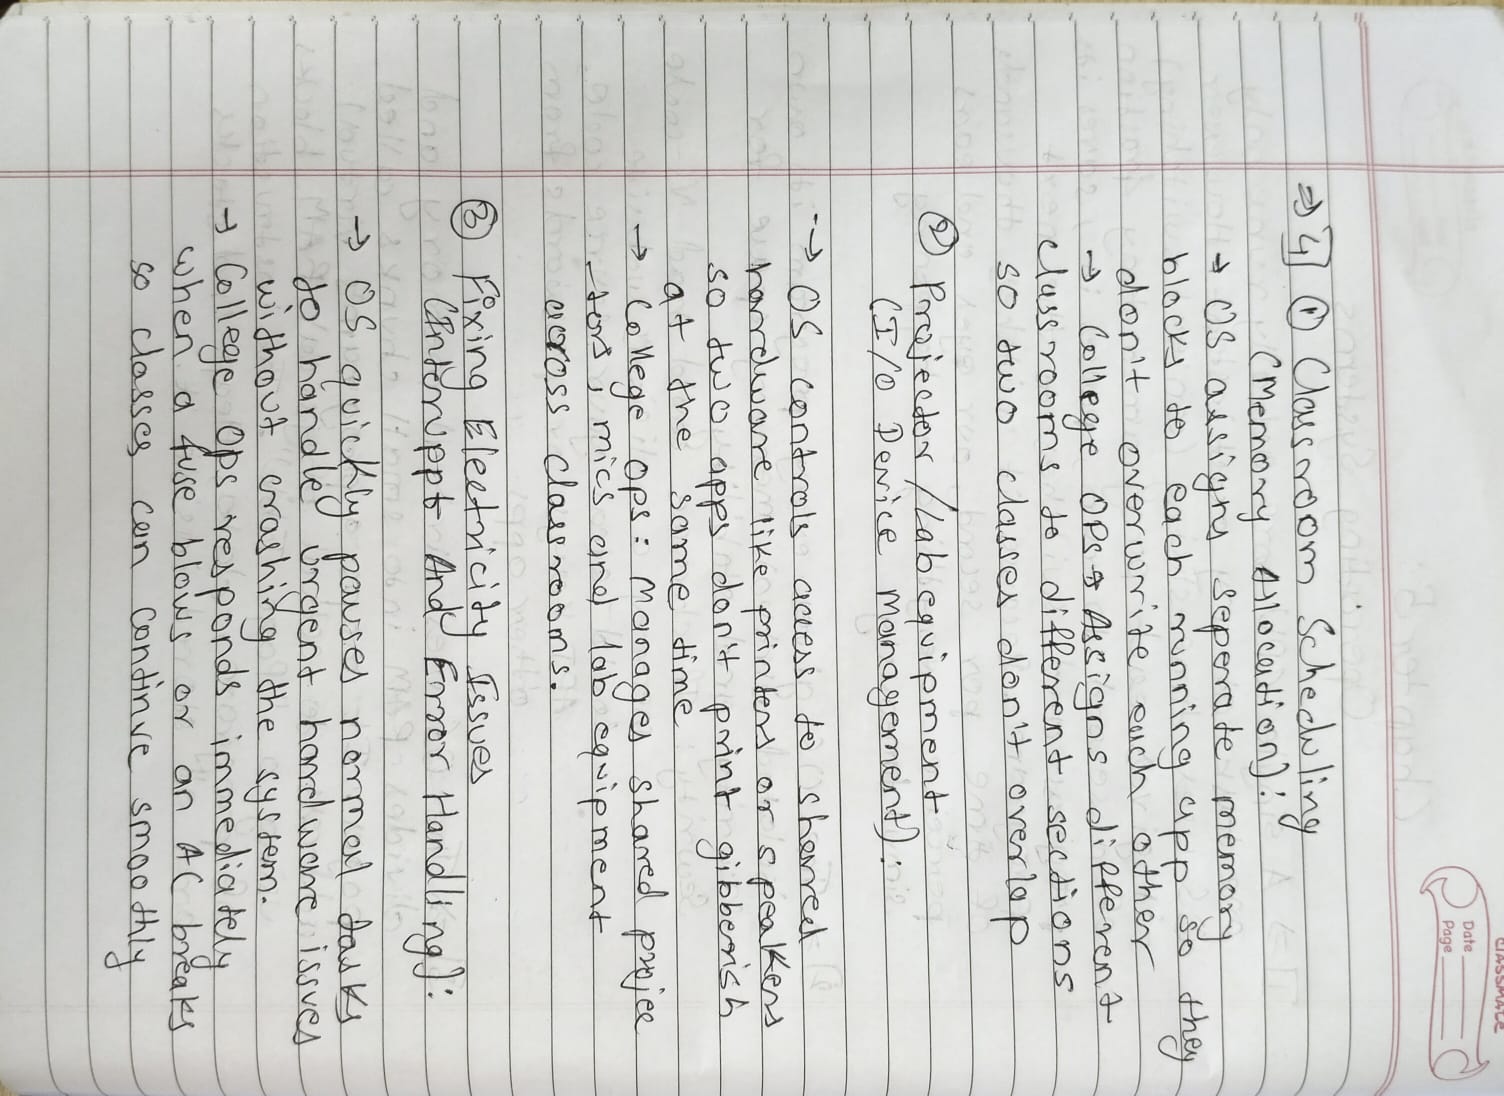 CLASSMATE
Date
Page
⇒ 4] ① Classroom Scheduling
(Memory Allocation):
→ OS assigns seperate memory
blocks to each running app so they
don't overwrite each other
→ College OPs → Assigns different
classrooms to different sections
so two classes don't overlap
② Projector/Lab equipment
(I/O Device Management):
→ OS controls access to shared
hardware like printers or speakers
so two apps don't print gibberish
at the same time
→ College ops: Manages shared projec
-tors, mics and lab equipment
across classrooms.
③ Fixing Electricity Issues
(Interruppt And Error Handling):
→ OS quickly pauses normal tasks
to handle urgent hardware issues
without crashing the system.
→ College Ops responds immediately
when a fuse blows or an AC breaks
so classes can continue smoothly